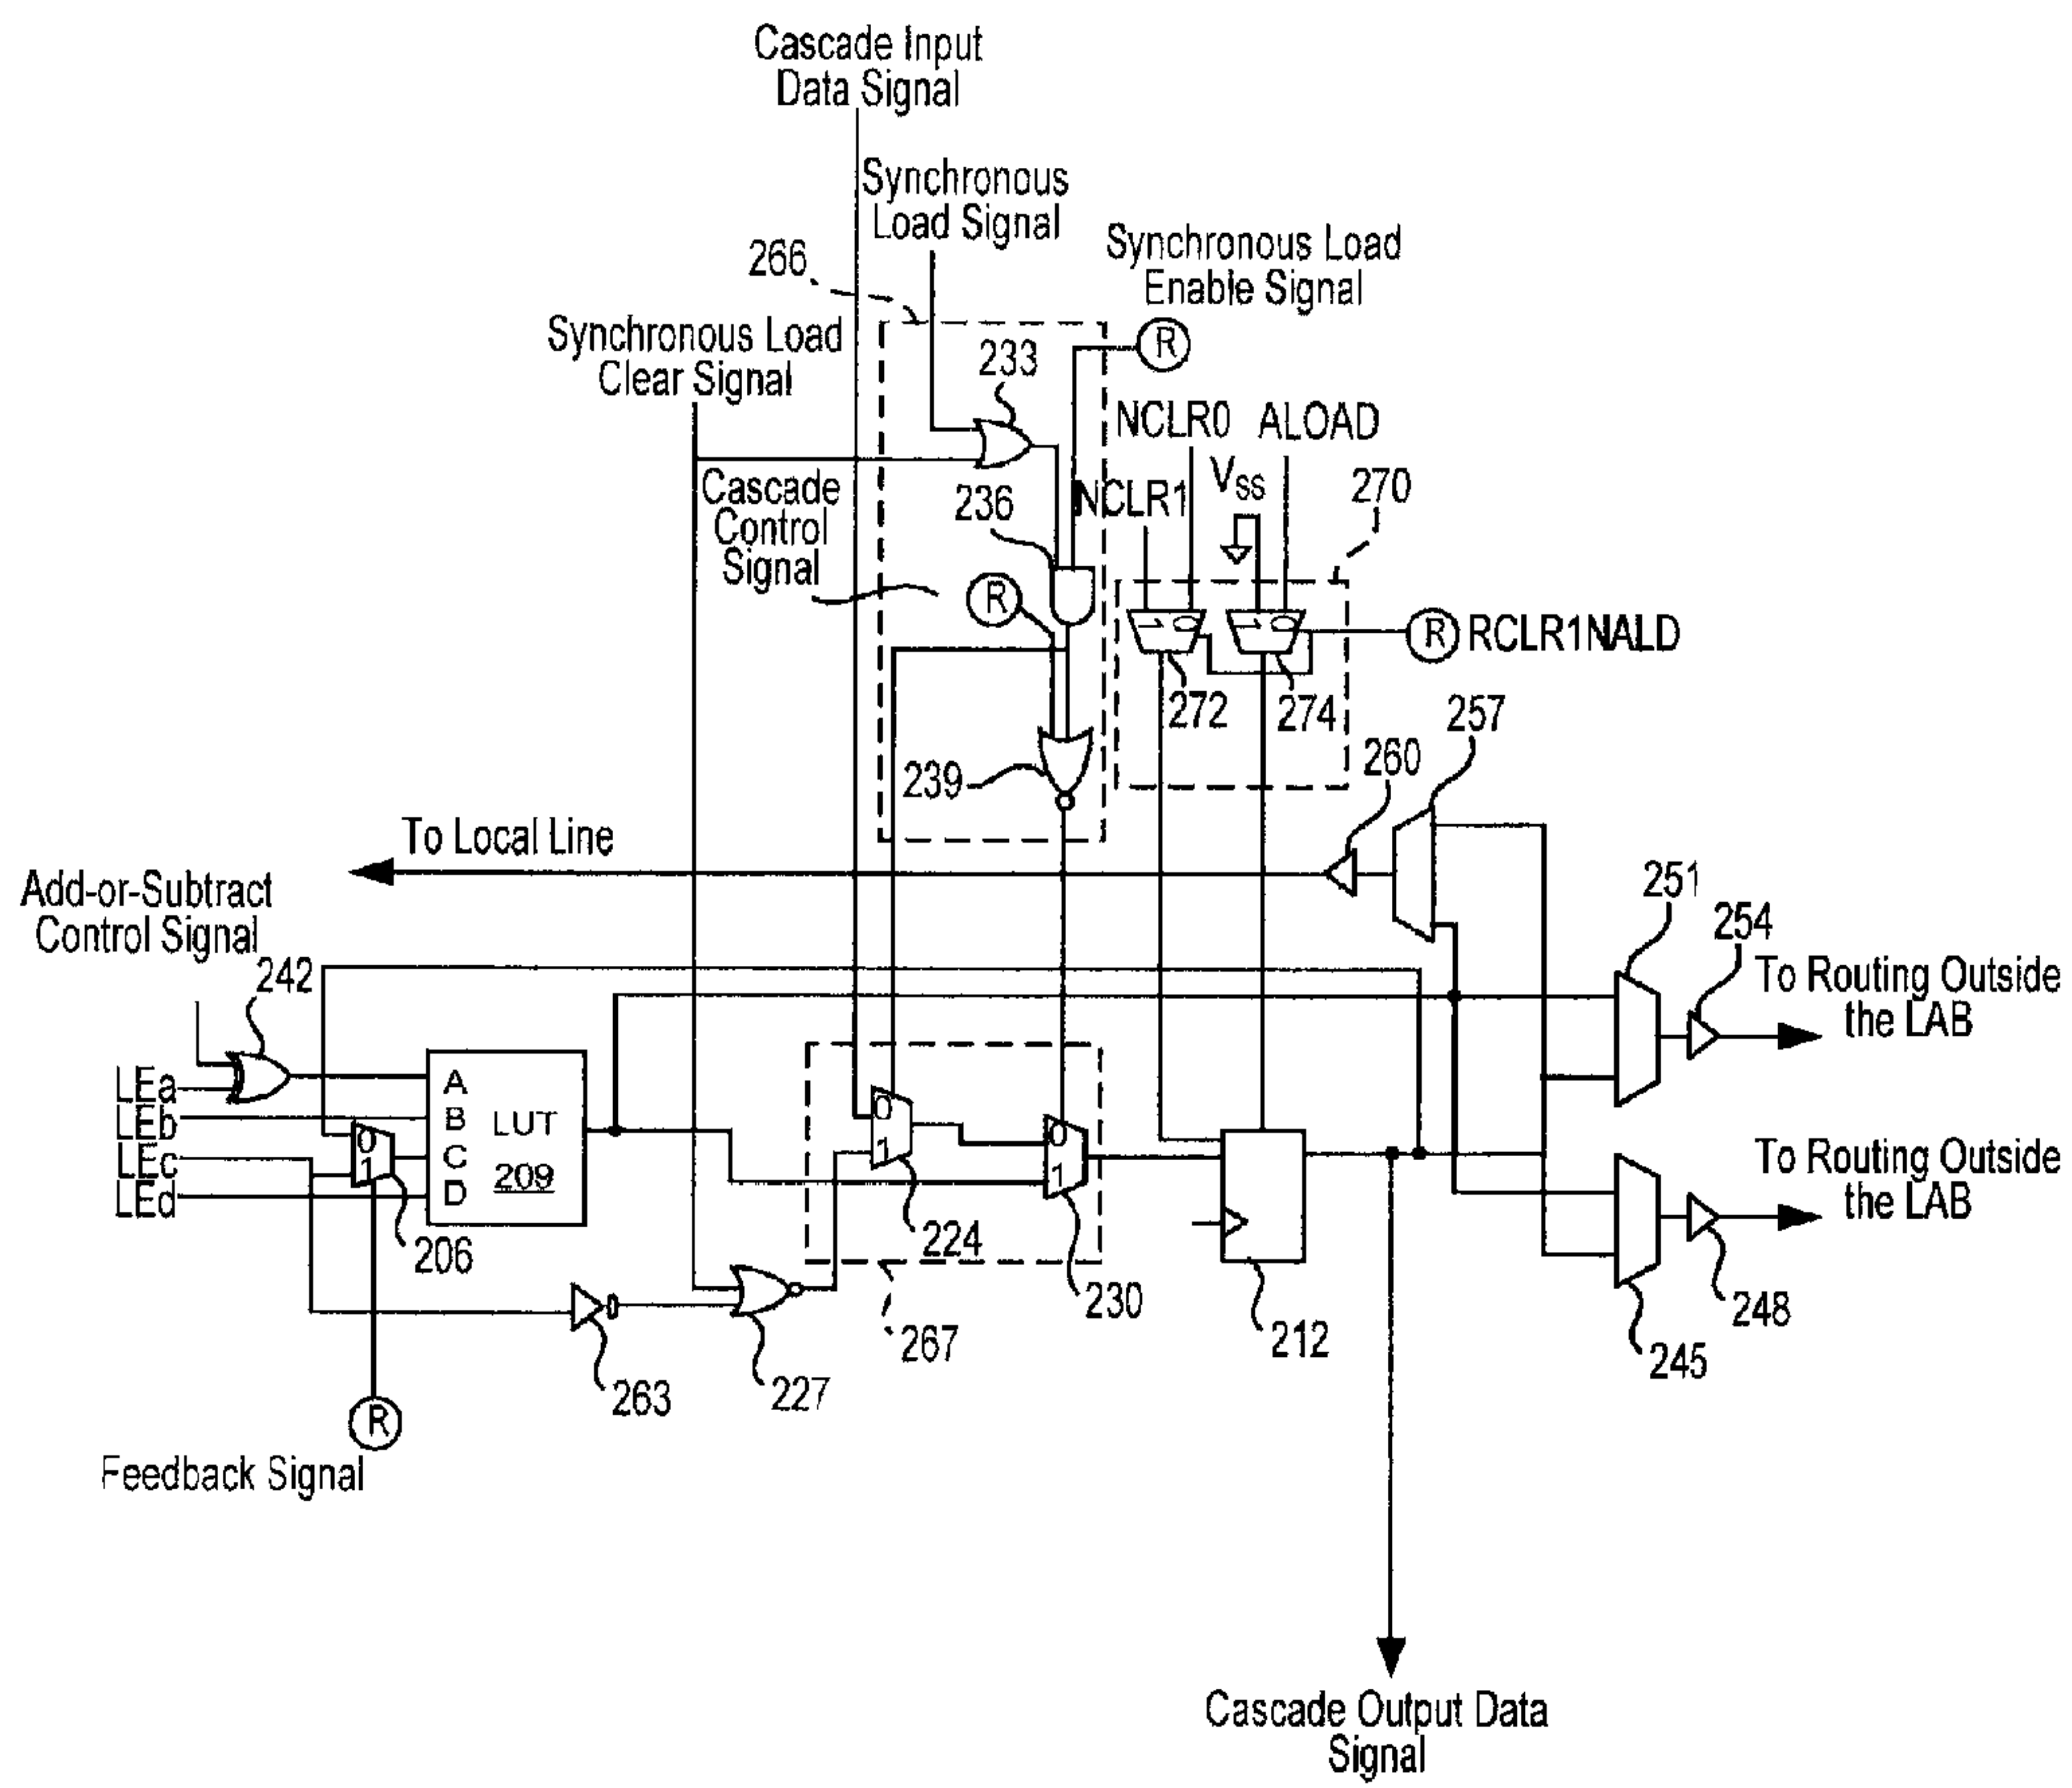 Cascade Input
Data Signal
Synchronous
Load Signal
Synchronous Load
Enable Signal
266
R
Synchronous Load
Clear Signal
233
NCLR0
ALOAD
VSS
270
Cascade
Control
Signal
236
NCLR1
R
1 0
1 0
R RCLR1NALD
272
274
257
239
260
To Local Line
Add-or-Subtract
Control Signal
251
254
242
To Routing Outside
the LAB
LEa
LEb
LEc
LEd
0
1
A
B
C
D
LUT
209
0
1
0
1
To Routing Outside
the LAB
206
224
230
267
212
248
245
263
227
R
Feedback Signal
Cascade Output Data
Signal